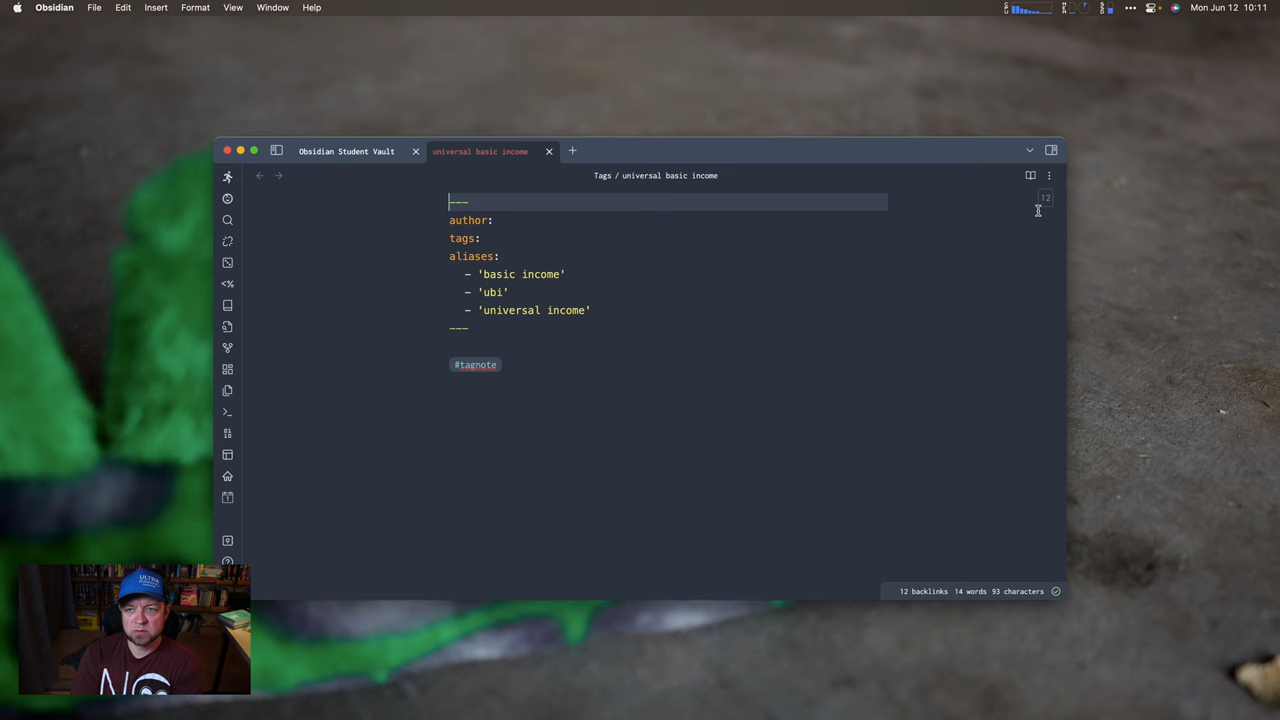 Obsidian File Edit Insert Format View Window Help Mon Jun 12 10:11
Obsidian Student Vault universal basic income
Tags / universal basic income
12
---
author:
tags:
aliases:
- 'basic income'
- 'ubi'
- 'universal income'
---
#tagnote
12 backlinks 14 words 93 characters
ULTRA